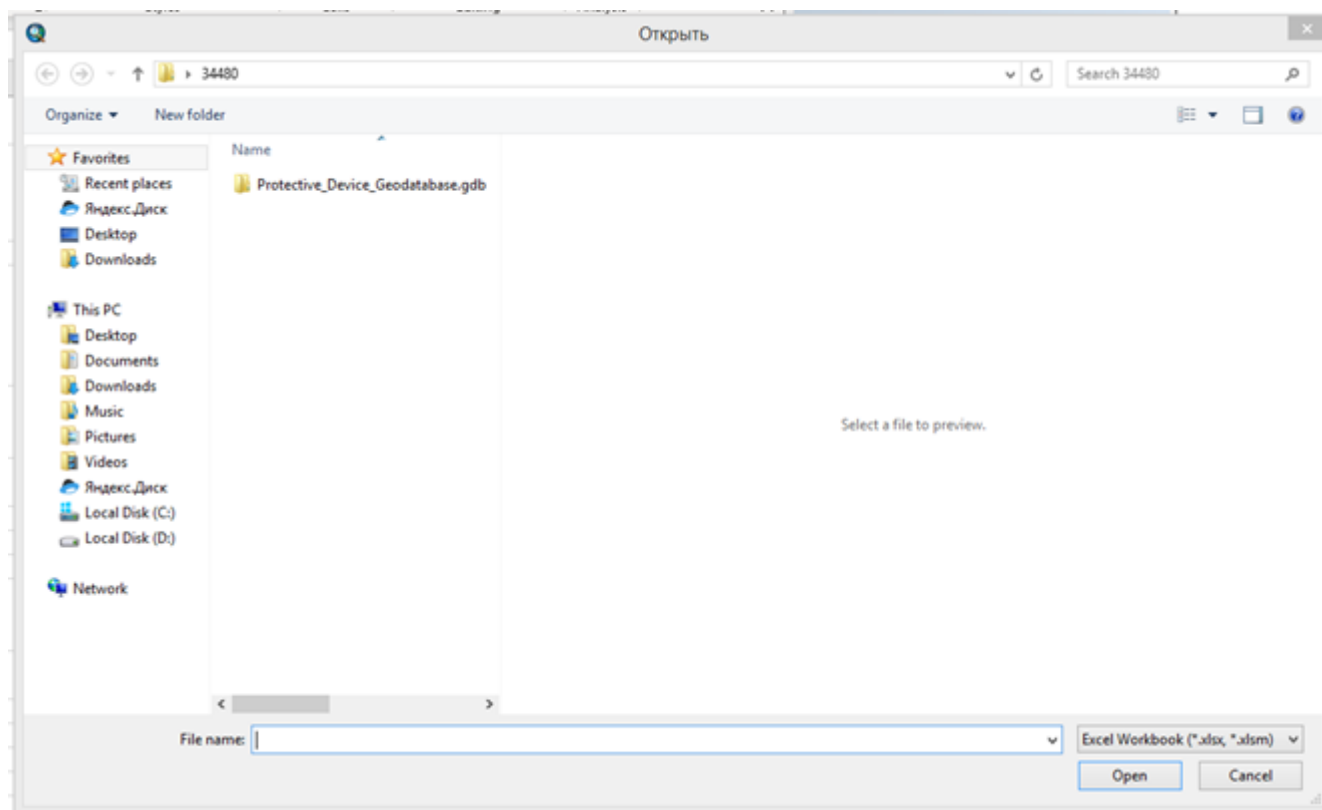 Открыть
34480
Search 34480
Organize
New folder
Name
Favorites
Recent places
Яндекс.Диск
Desktop
Downloads
This PC
Desktop
Documents
Downloads
Music
Pictures
Videos
Яндекс.Диск
Local Disk (C:)
Local Disk (D:)
Network
Protective_Device_Geodatabase.gdb
Select a file to preview.
File name:
Excel Workbook (*.xlsx, *.xlsm)
Open
Cancel